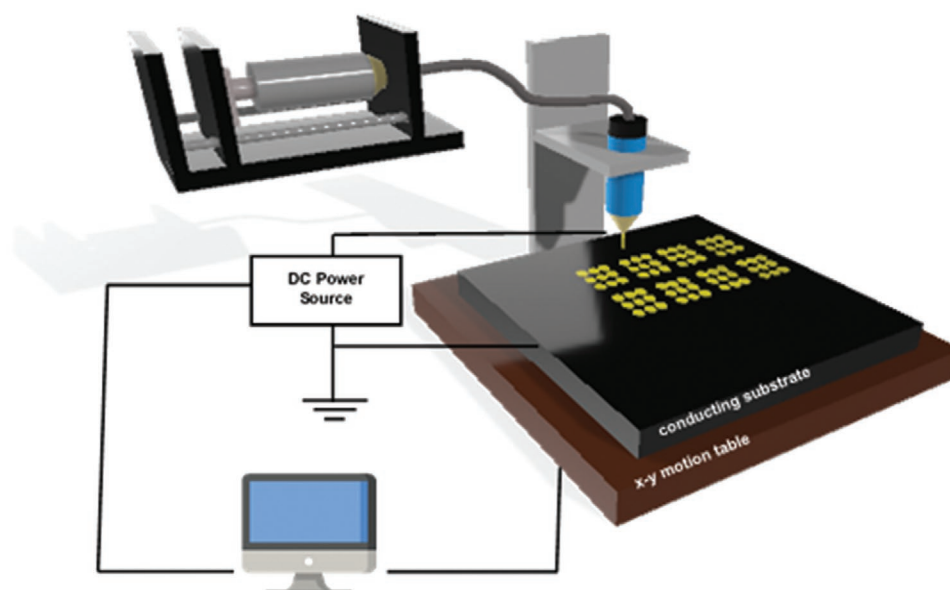 DC Power
Source
conducting substrate
x-y motion table